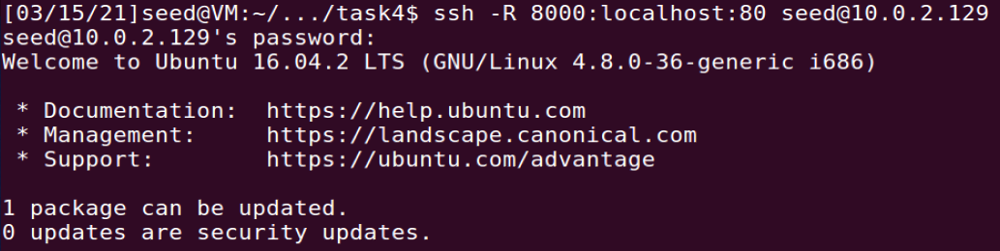 [03/15/21]seed@VM:~/.../task4$ ssh -R 8000:localhost:80 seed@10.0.2.129
seed@10.0.2.129's password:
Welcome to Ubuntu 16.04.2 LTS (GNU/Linux 4.8.0-36-generic i686)
* Documentation:  https://help.ubuntu.com
* Management:     https://landscape.canonical.com
* Support:        https://ubuntu.com/advantage
1 package can be updated.
0 updates are security updates.